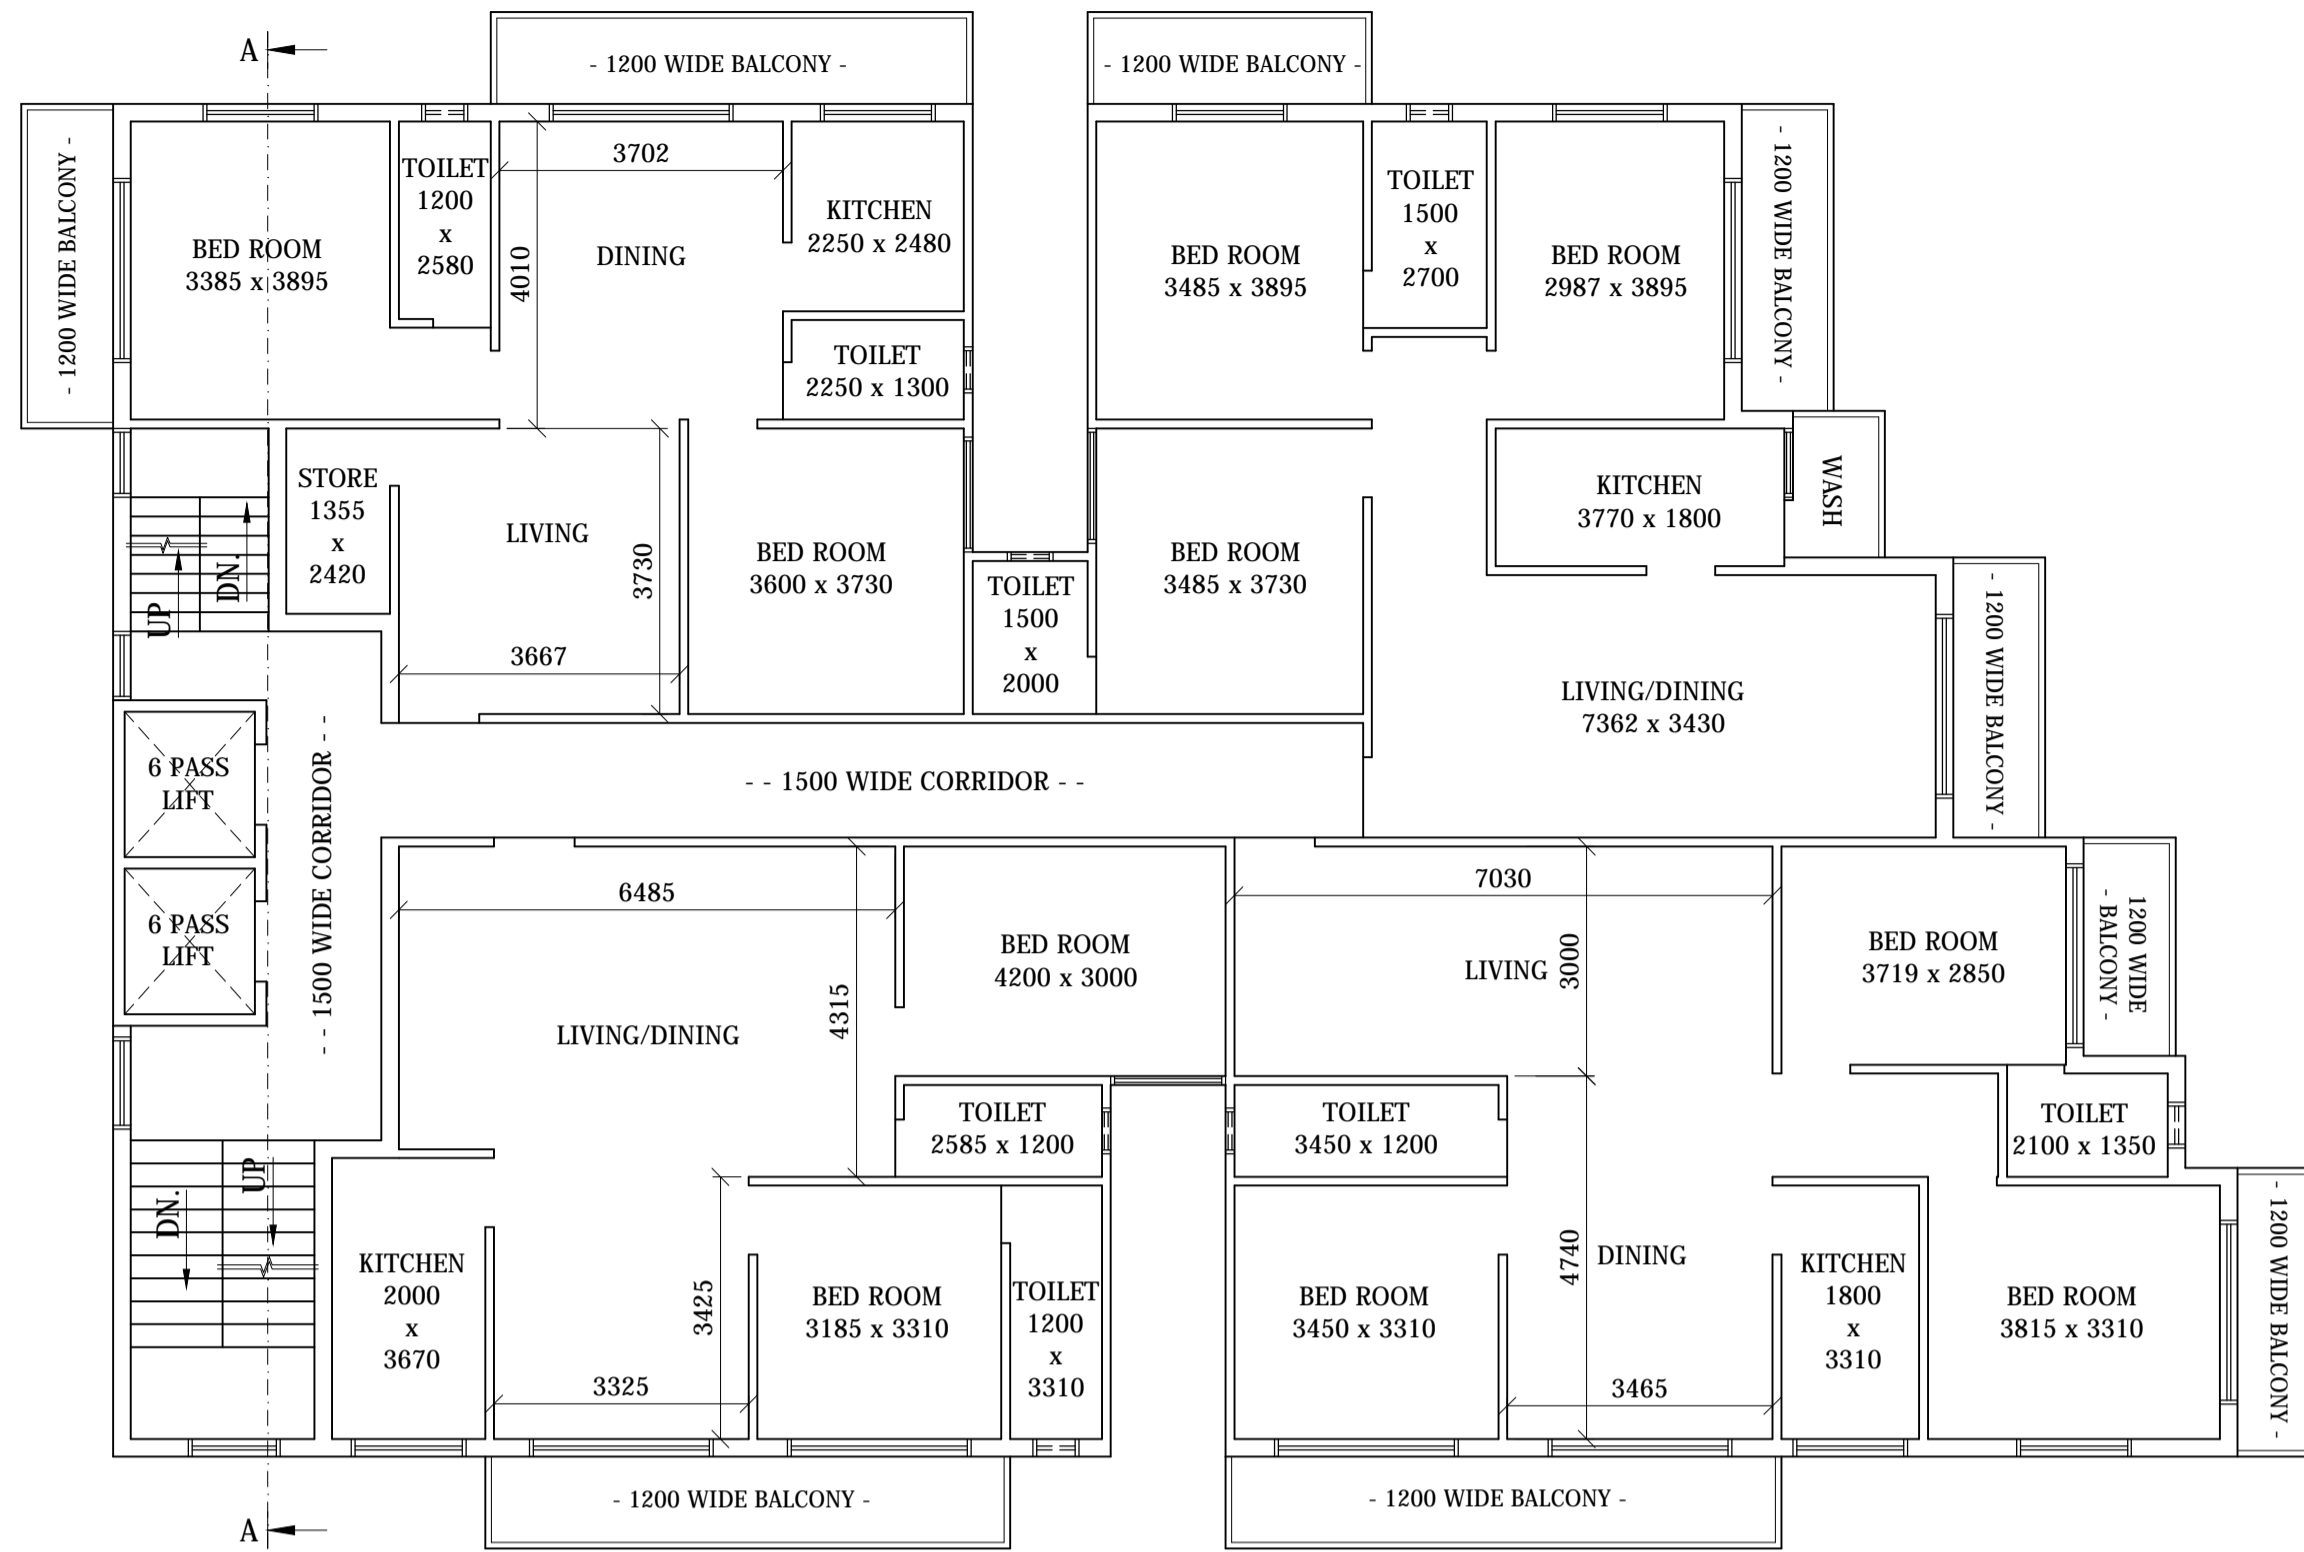 A
- 1200 WIDE BALCONY -
- 1200 WIDE BALCONY -
- 1200 WIDE BALCONY -
BED ROOM
3385 x 3895
TOILET
1200
x
2580
3702
4010
DINING
KITCHEN
2250 x 2480
TOILET
2250 x 1300
BED ROOM
3485 x 3895
TOILET
1500
x
2700
BED ROOM
2987 x 3895
- 1200 WIDE BALCONY -
STORE
1355
x
2420
LIVING
3730
3667
BED ROOM
3600 x 3730
TOILET
1500
x
2000
BED ROOM
3485 x 3730
KITCHEN
3770 x 1800
WASH
LIVING/DINING
7362 x 3430
- 1200 WIDE BALCONY -
UP
DN.
6 PASS
LIFT
6 PASS
LIFT
- - 1500 WIDE CORRIDOR - -
- - 1500 WIDE CORRIDOR - -
6485
4315
LIVING/DINING
BED ROOM
4200 x 3000
7030
3000
LIVING
BED ROOM
3719 x 2850
1200 WIDE
- BALCONY -
TOILET
2585 x 1200
TOILET
3450 x 1200
TOILET
2100 x 1350
DN.
UP
KITCHEN
2000
x
3670
3425
3325
BED ROOM
3185 x 3310
TOILET
1200
x
3310
BED ROOM
3450 x 3310
4740
DINING
3465
KITCHEN
1800
x
3310
BED ROOM
3815 x 3310
- 1200 WIDE BALCONY -
A
- 1200 WIDE BALCONY -
- 1200 WIDE BALCONY -